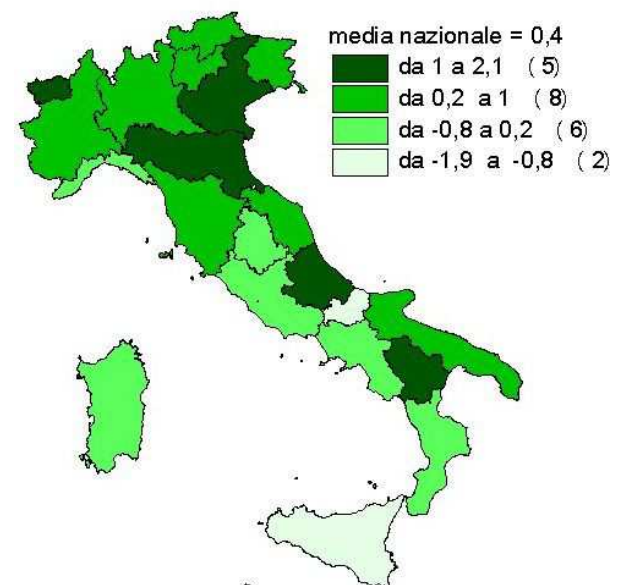 media nazionale = 0,4
da 1 a 2,1 ( 5)
da 0,2 a 1 ( 8)
da -0,8 a 0,2 ( 6)
da -1,9 a -0,8 ( 2)